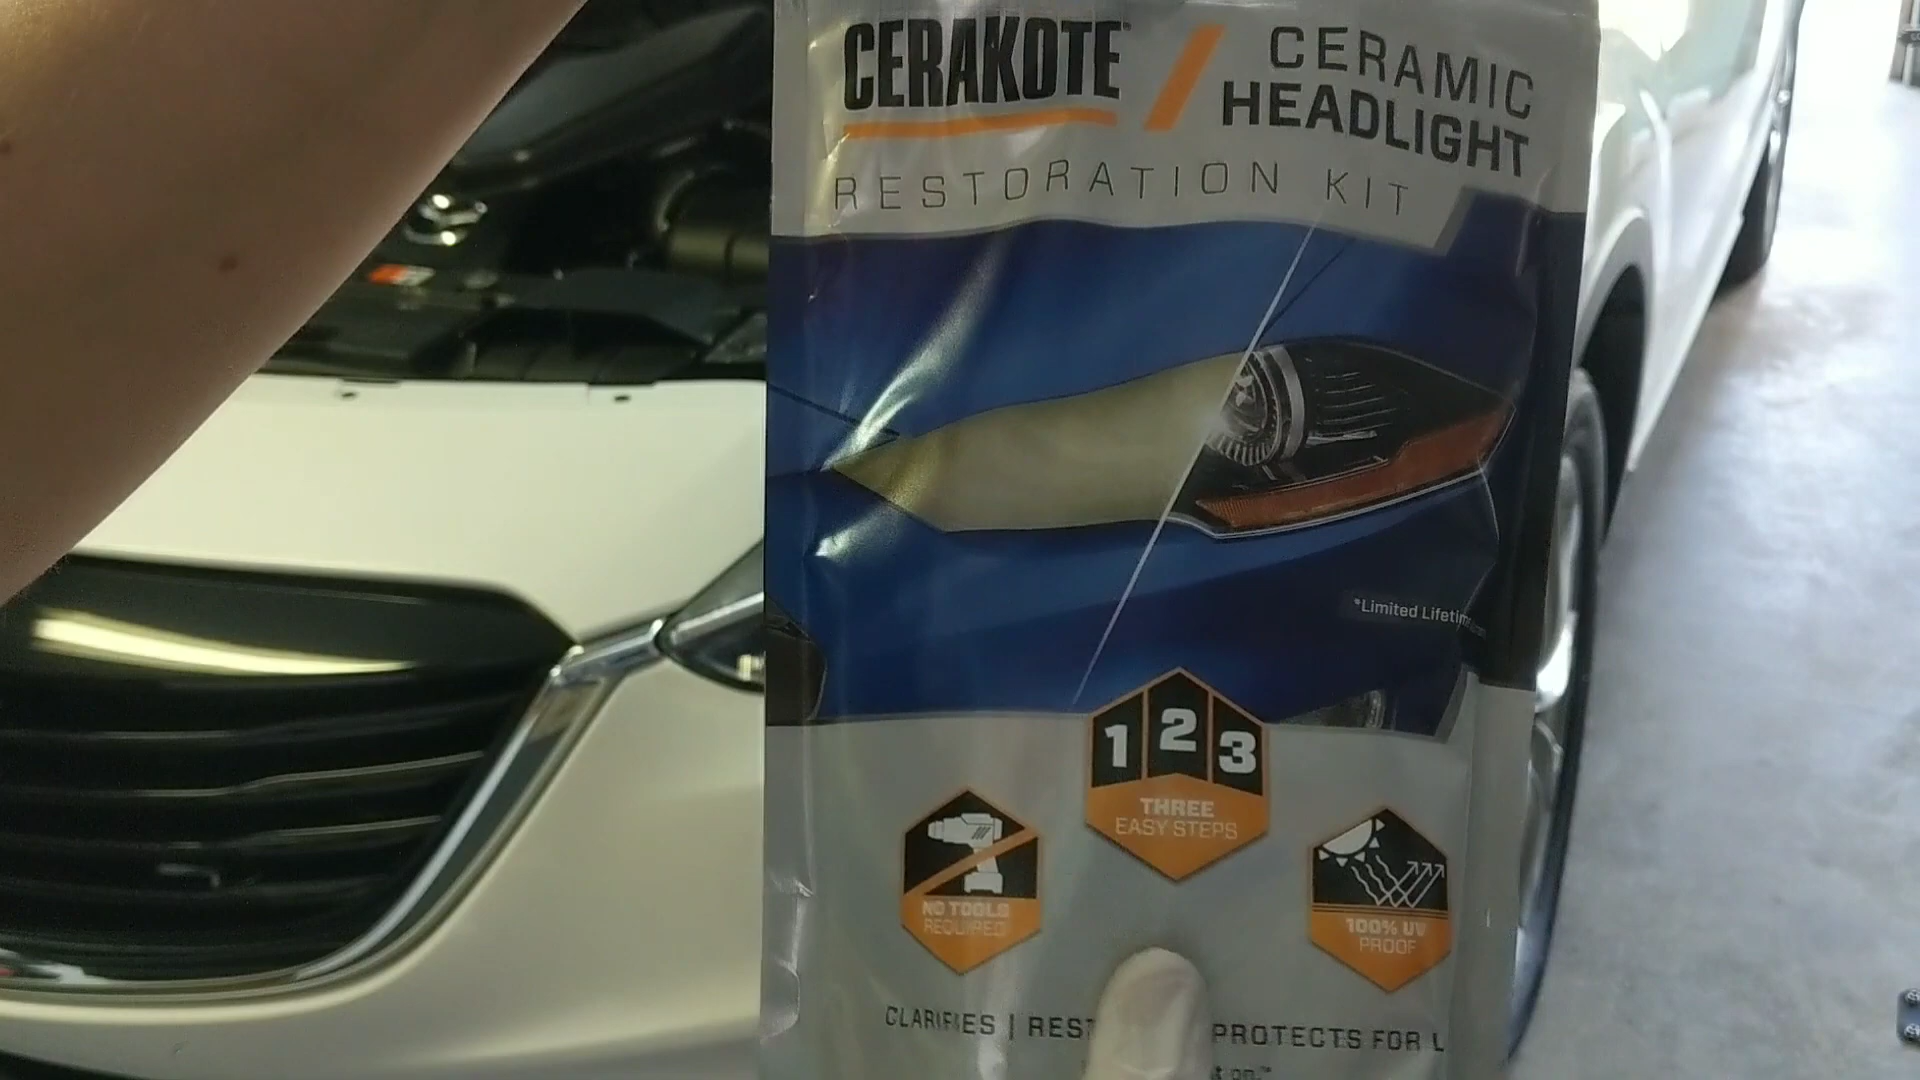 CERAKOTE
CERAMIC
HEADLIGHT
RESTORATION KIT
*Limited
1 2 3
THREE
EASY STEPS
NO TOOLS
REQUIRED
100% UV
PROOF
CLARIFIES | PROTECTS FOR